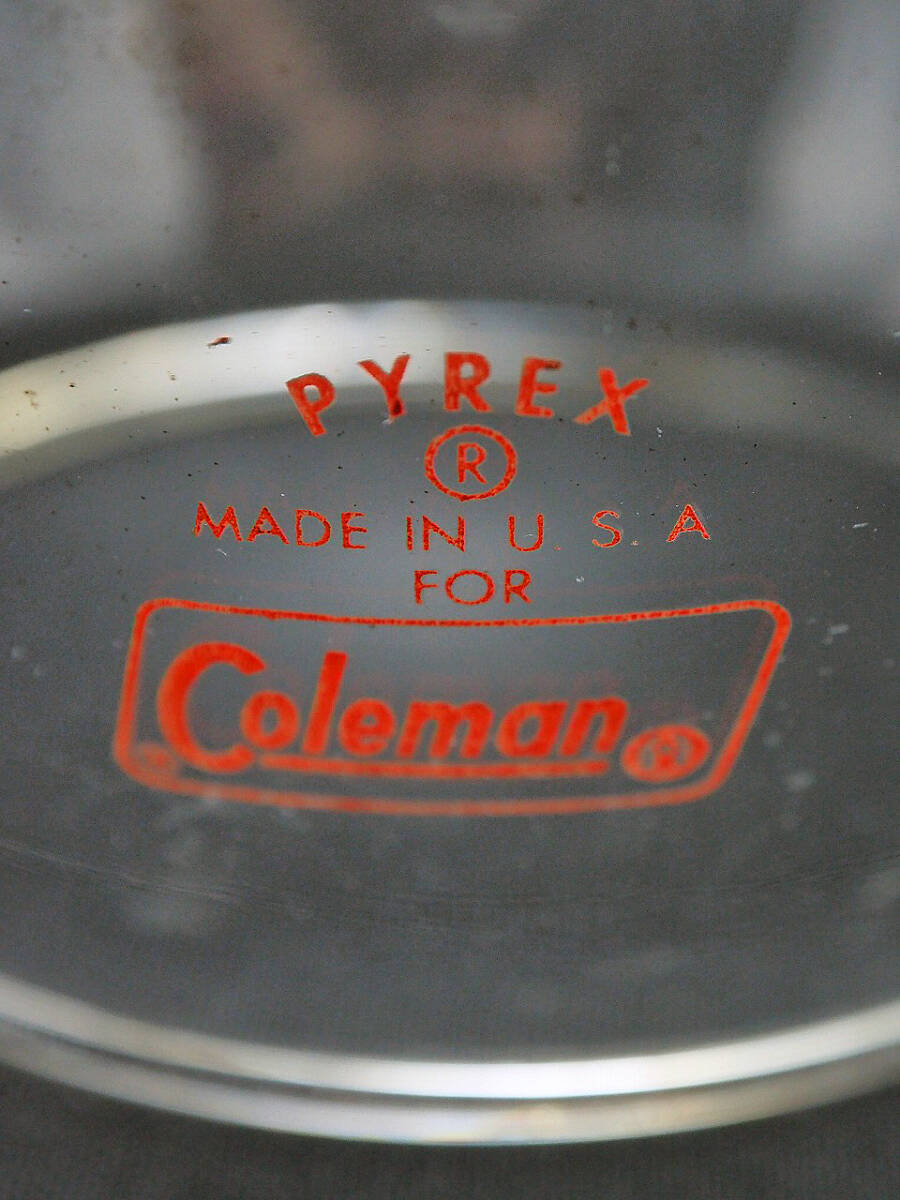 PYREX
®
MADE IN U.S.A
FOR
Coleman ®